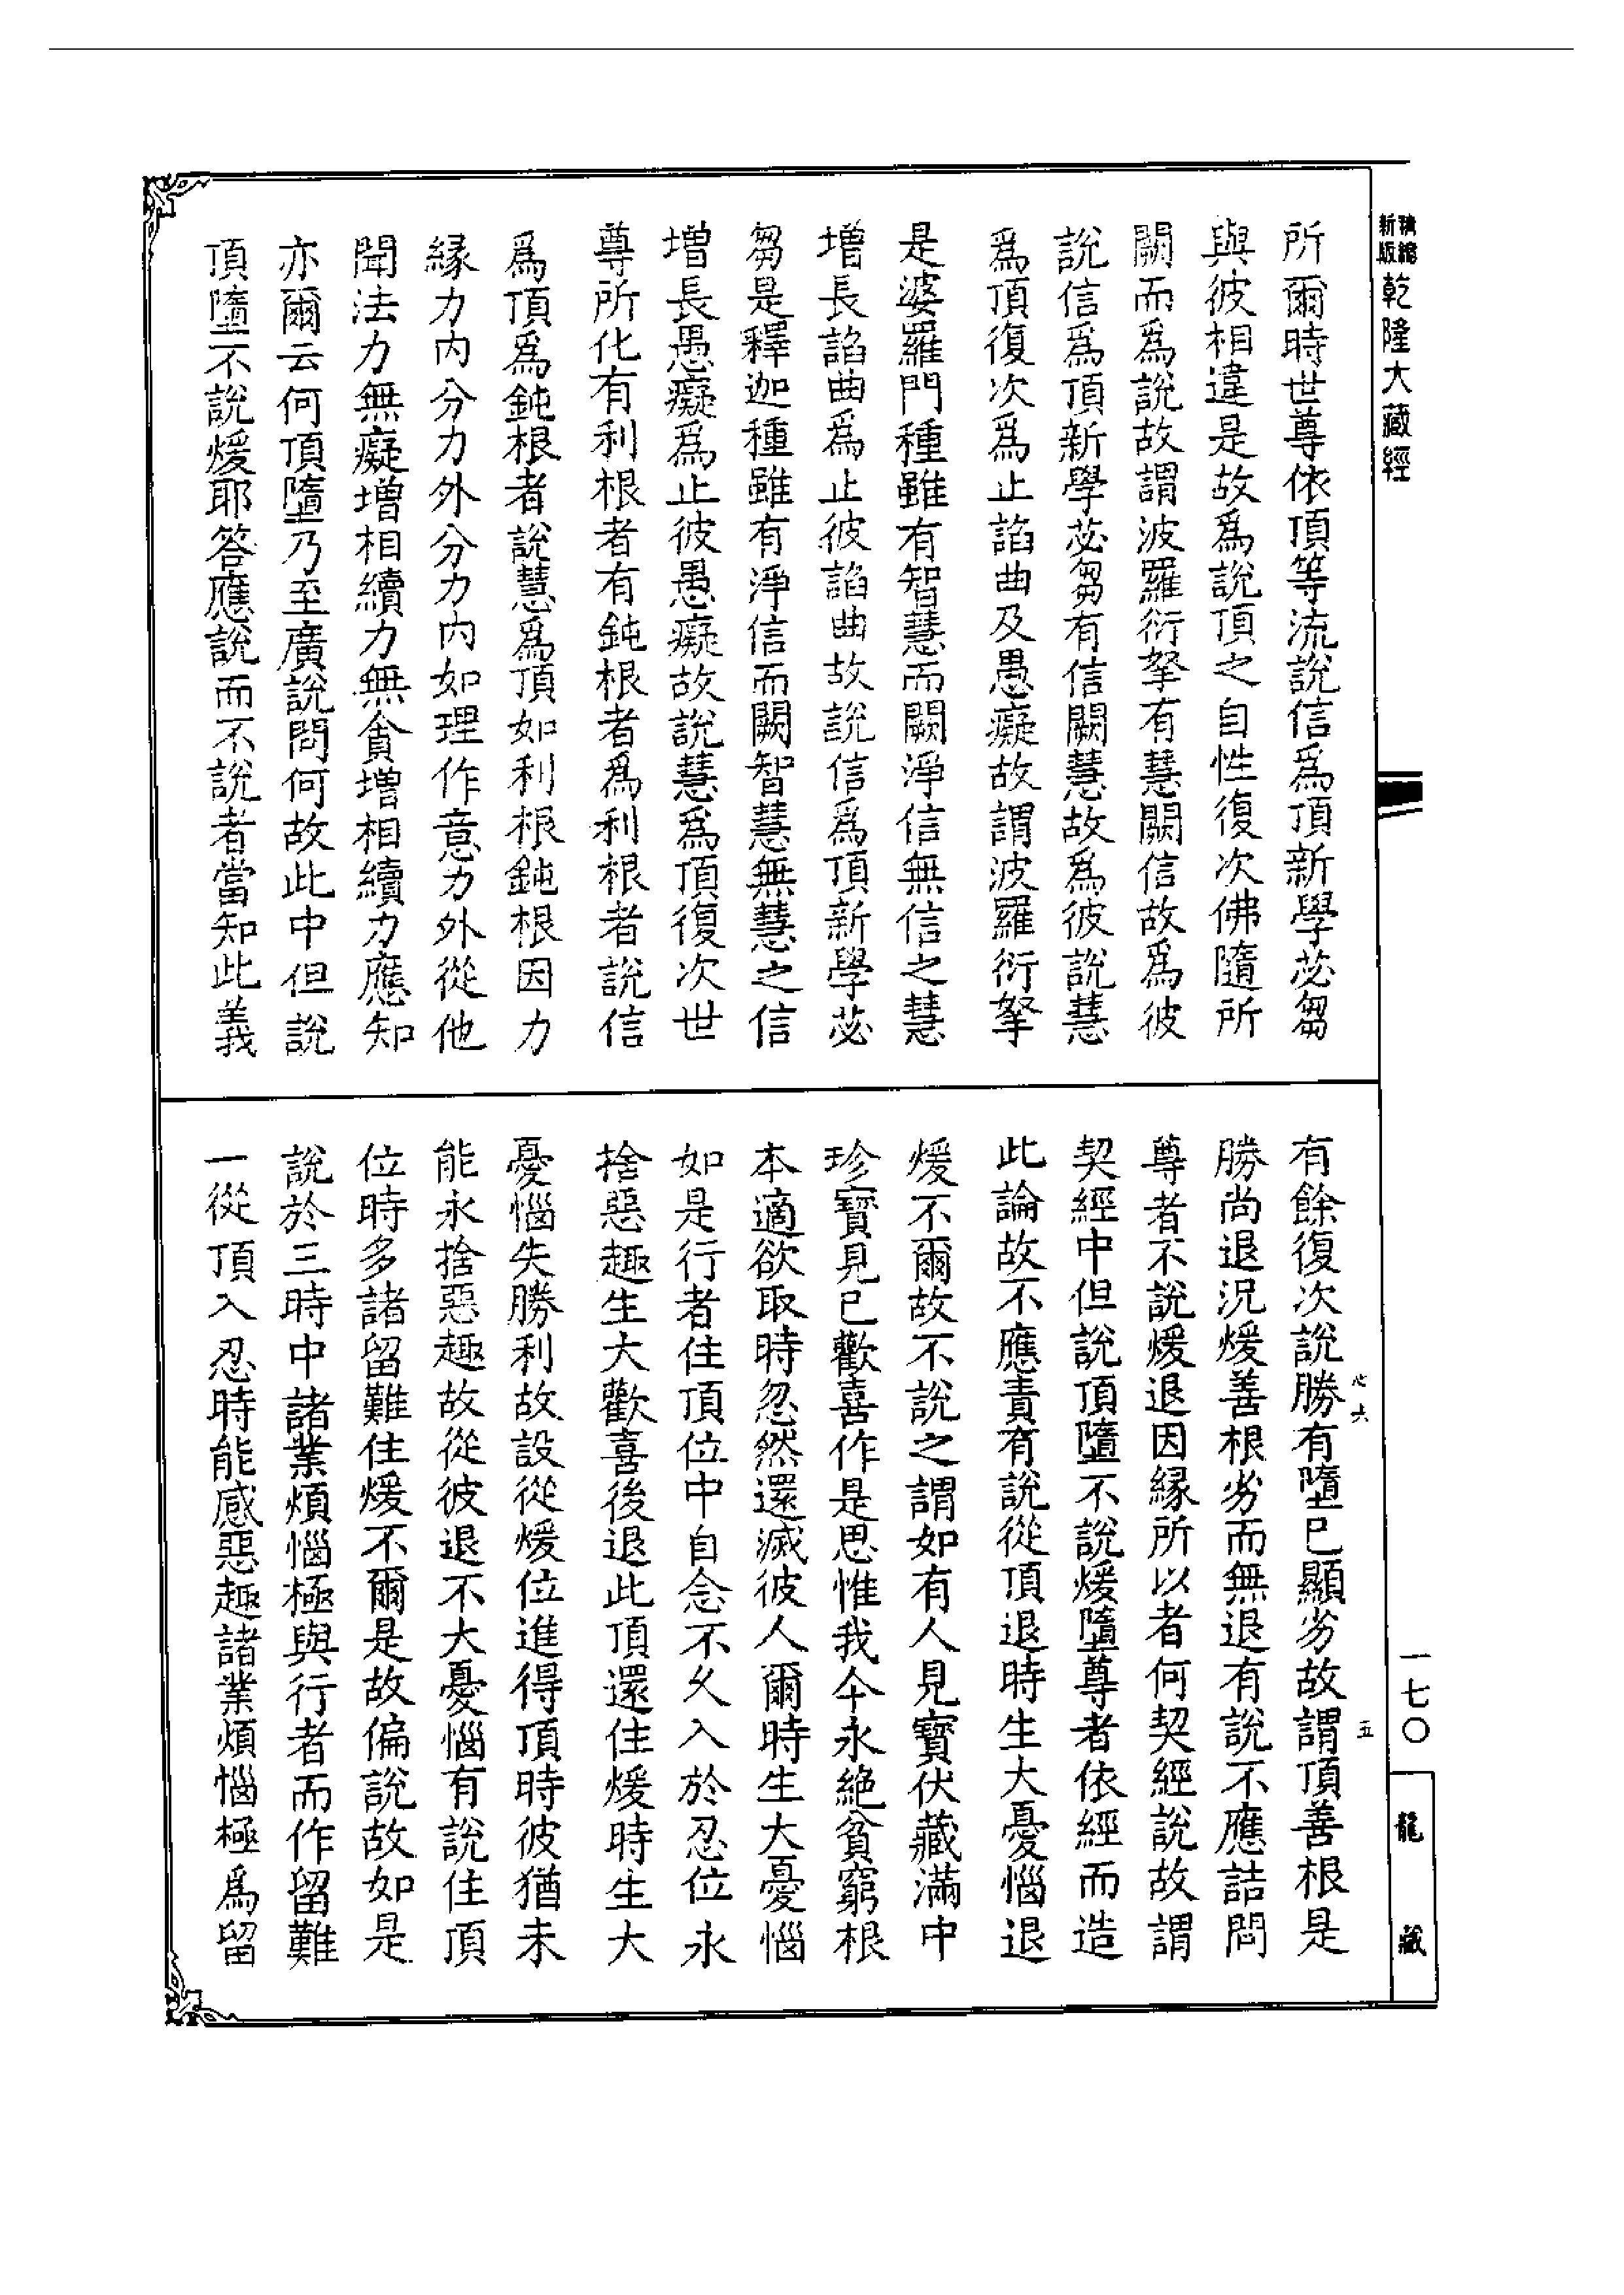 新版
精縮
乾隆大藏經
所爾時世尊依頂等流說信爲頂新學苾芻
與彼相違是故爲說頂之自性復次佛隨所
闕而爲說故謂波羅衍拏有慧闕信故爲彼
說信爲頂新學苾芻有信闕慧故爲彼說慧
爲頂復次爲止諂曲及愚癡故謂波羅衍拏
是婆羅門種雖有智慧而闕淨信無信之慧
增長諂曲爲止彼諂曲故說信爲頂新學苾
芻是釋迦種雖有淨信而闕智慧無慧之信
增長愚癡爲止彼愚癡故說慧爲頂復次世
尊所化有利根者有鈍根者爲利根者說信
爲頂爲鈍根者說慧爲頂如利根鈍根因力
緣力內分力外分力內如理作意力外從他
聞法力無癡增相續力無貪增相續力應知
亦爾云何頂墮乃至廣說問何故此中但說
頂墮不說煖耶答應說而不說者當知此義
有餘復次說勝有墮已顯劣故謂頂善根是
勝尚退況煖善根劣而無退有說不應詰問
尊者不說煖退因緣所以者何契經說故謂
契經中但說頂墮不說煖墮尊者依經而造
此論故不應責有說從頂退時生大憂惱退
煖不爾故不說之謂如有人見寶伏藏滿中
珍寶見已歡喜作是思惟我今永絕貧窮根
本適欲取時忽然還滅彼人爾時生大憂惱
如是行者住頂位中自念不久入於忍位永
捨惡趣生大歡喜後退此頂還住煖時生大
憂惱失勝利故設從煖位進得頂時彼猶未
能永捨惡趣故從彼退不大憂惱有說住頂
位時多諸留難住煖不爾是故偏說故如是
說於三時中諸業煩惱極與行者而作留難
一從頂入忍時能感惡趣諸業煩惱極爲留
心六
五
一七〇
龍藏